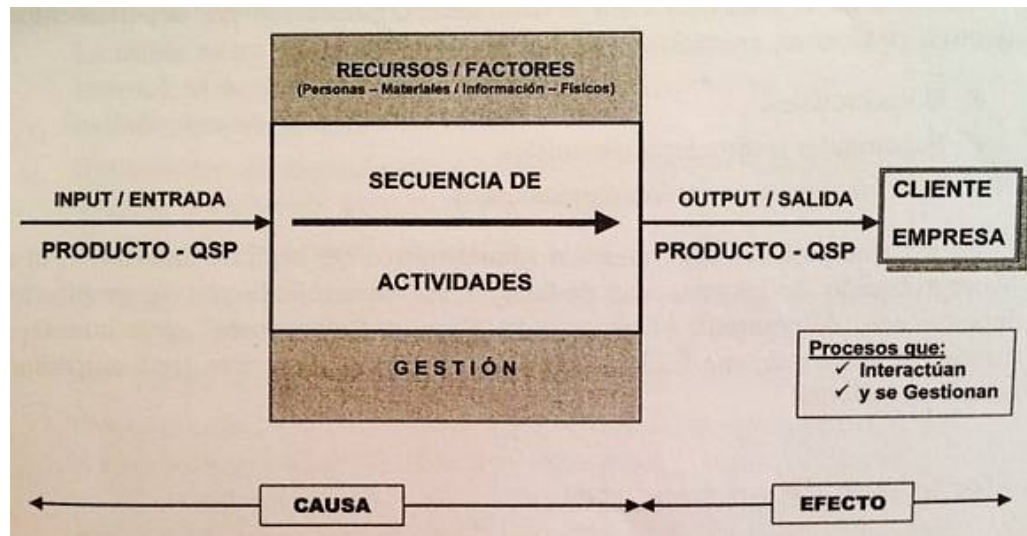 RECURSOS / FACTORES
(Personas – Materiales / Información – Físicos)
INPUT / ENTRADA
PRODUCTO - QSP
SECUENCIA DE
ACTIVIDADES
OUTPUT / SALIDA
PRODUCTO - QSP
CLIENTE
EMPRESA
GESTIÓN
Procesos que:
✓ Interactúan
✓ y se Gestionan
CAUSA
EFECTO